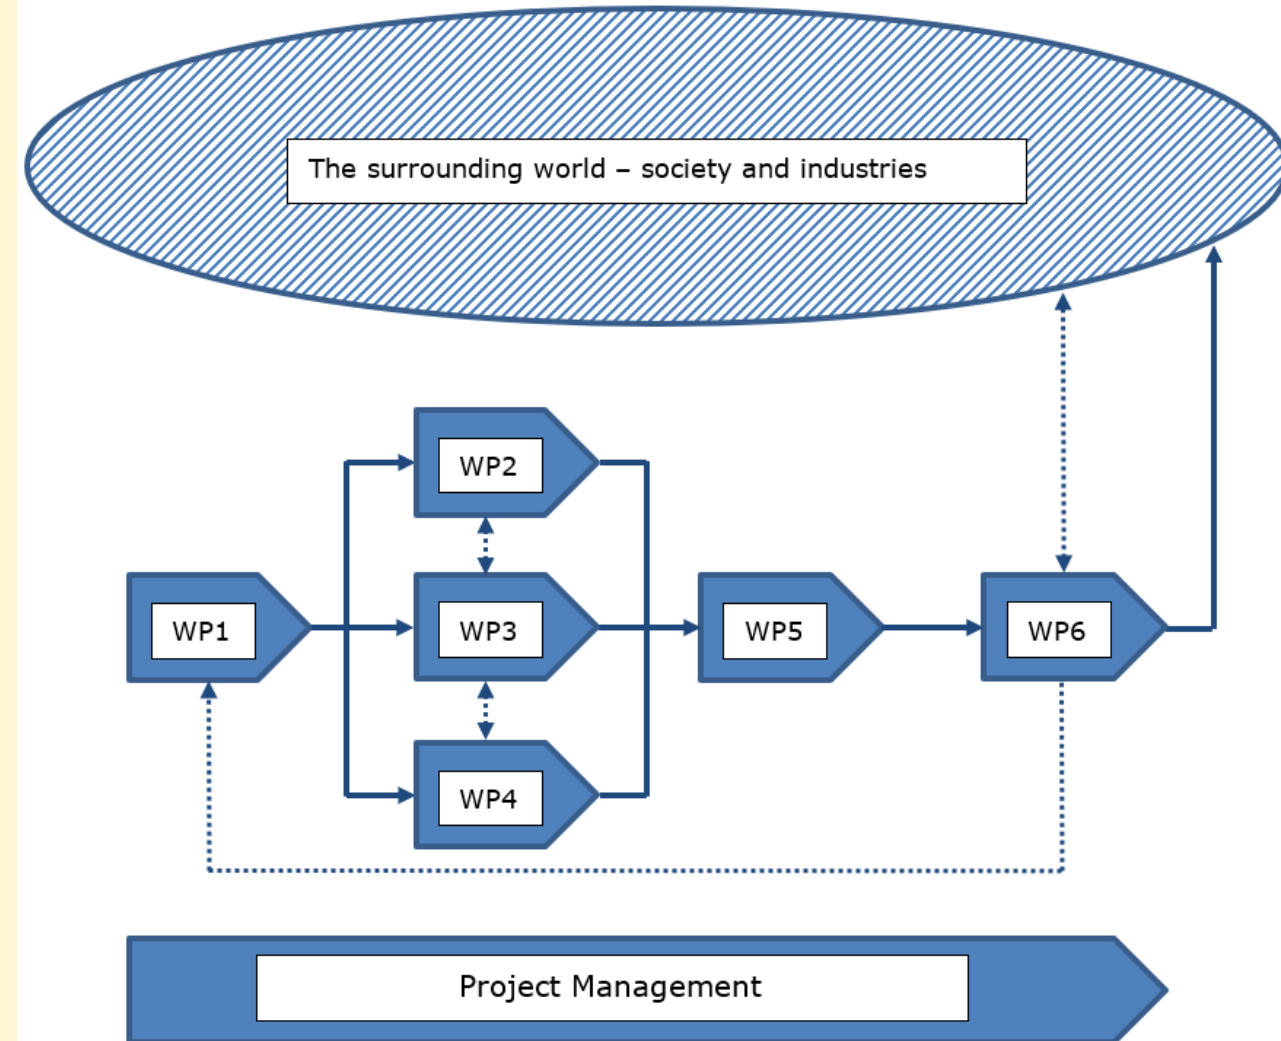 The surrounding world – society and industries
WP2
WP1
WP3
WP5
WP6
WP4
Project Management